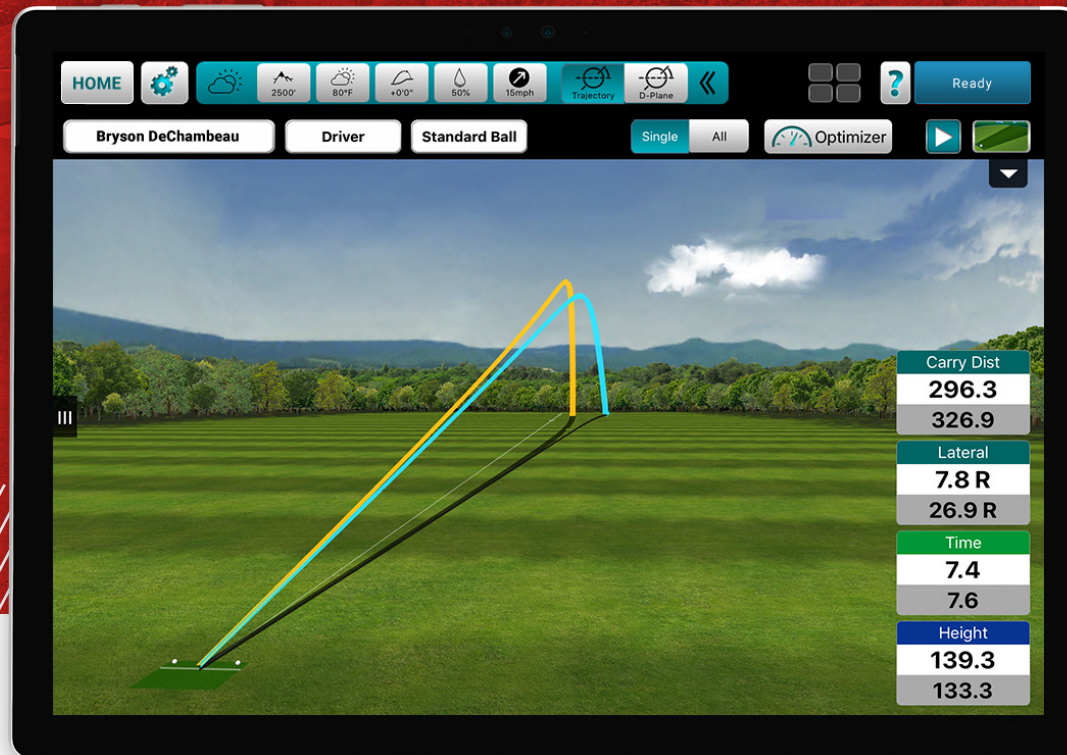 HOME
2500'
80°F
+0'0"
50%
15mph
Trajectory
D-Plane
?
Ready
Bryson DeChambeau
Driver
Standard Ball
Single
All
Optimizer
Carry Dist
296.3
326.9
Lateral
7.8 R
26.9 R
Time
7.4
7.6
Height
139.3
133.3